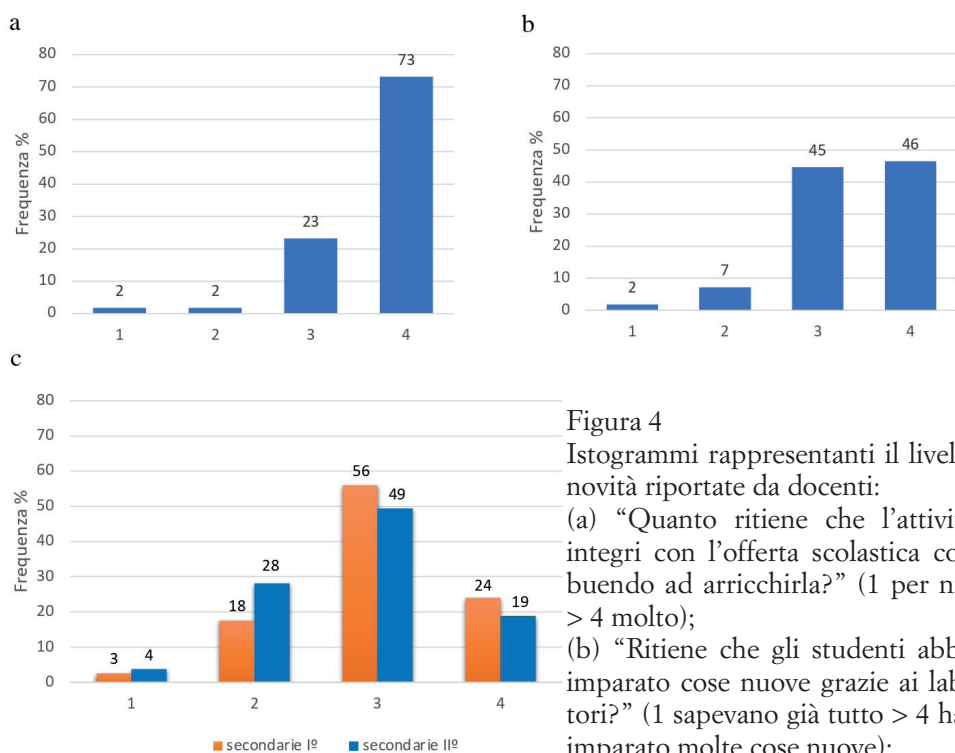 a
80
70
60
50
40
30
20
10
0
Frequenza %
2
2
23
73
1 2 3 4
b
80
70
60
50
40
30
20
10
0
Frequenza %
2
7
45
46
1 2 3 4
c
80
70
60
50
40
30
20
10
0
Frequenza %
3 4
18 28
56 49
24 19
1 2 3 4
secondarie Iº secondarie IIº
Figura 4
Istogrammi rappresentanti il livel
novità riportate da docenti:
(a) “Quanto ritiene che l’attivi
integri con l’offerta scolastica co
buendo ad arricchirla?” (1 per ni
> 4 molto);
(b) “Ritiene che gli studenti abb
imparato cose nuove grazie ai lab
tori?” (1 sapevano già tutto > 4 ha
imparato molte cose nuove);